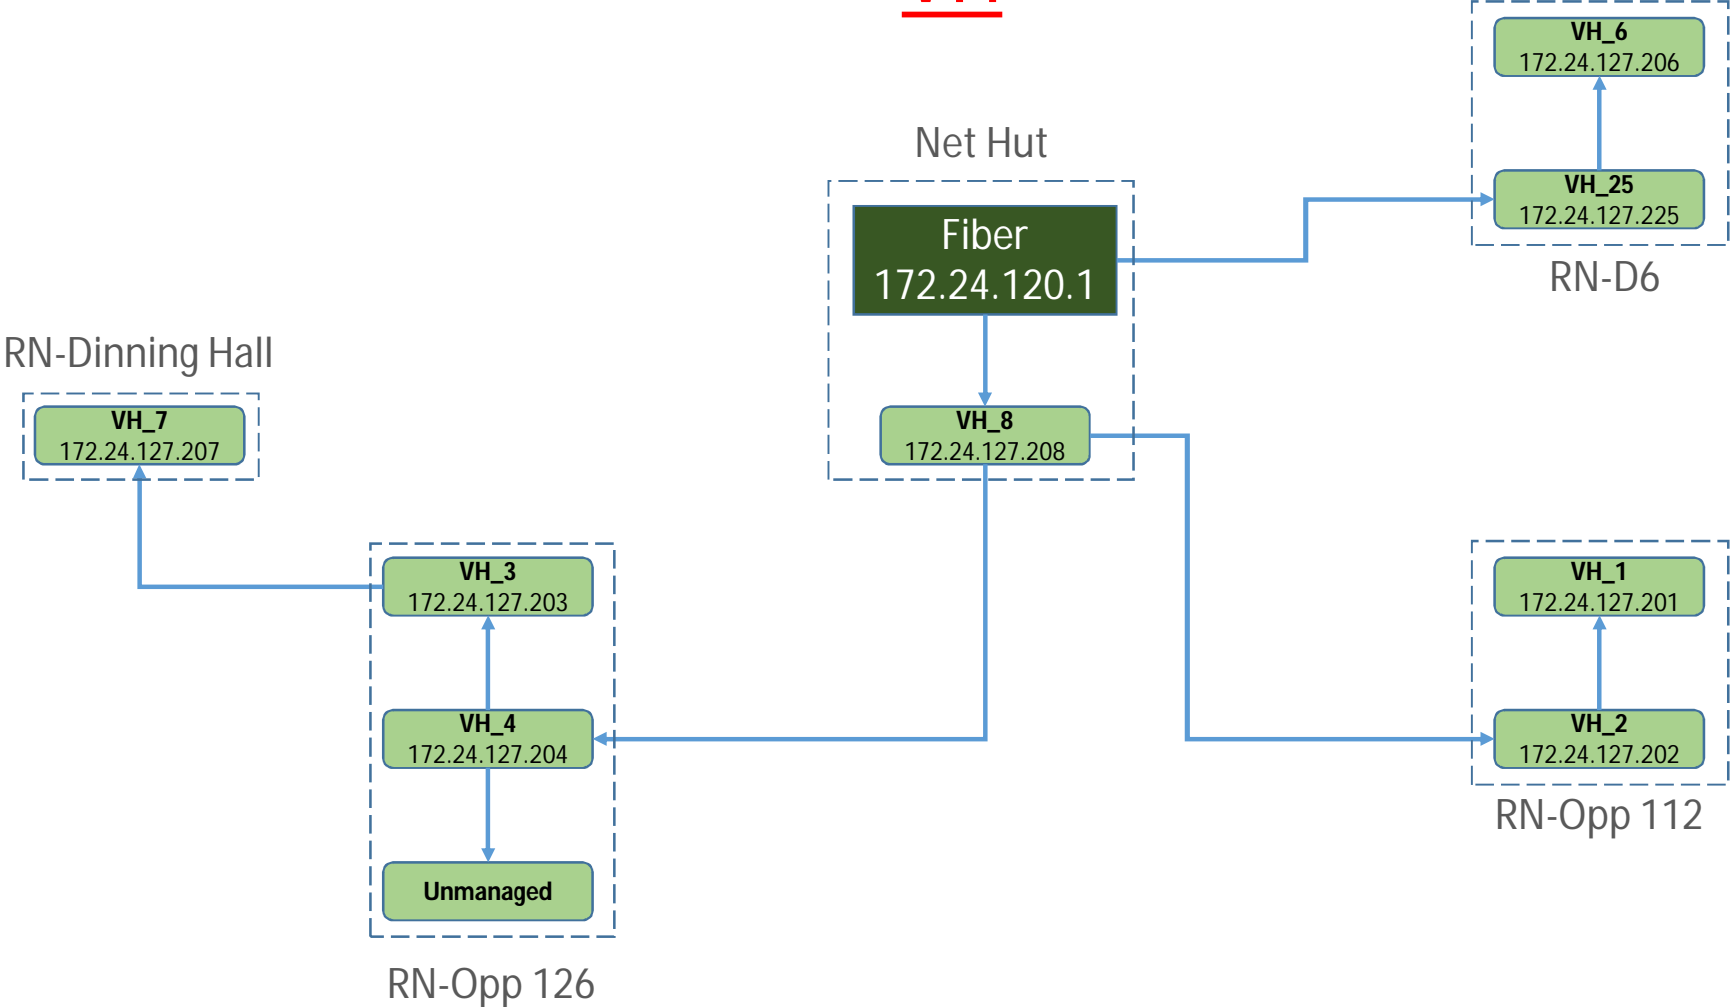 VH_6
172.24.127.206
VH_25
172.24.127.225
RN-D6
Net Hut
Fiber
172.24.120.1
VH_8
172.24.127.208
RN-Dinning Hall
VH_7
172.24.127.207
VH_3
172.24.127.203
VH_4
172.24.127.204
Unmanaged
RN-Opp 126
VH_1
172.24.127.201
VH_2
172.24.127.202
RN-Opp 112